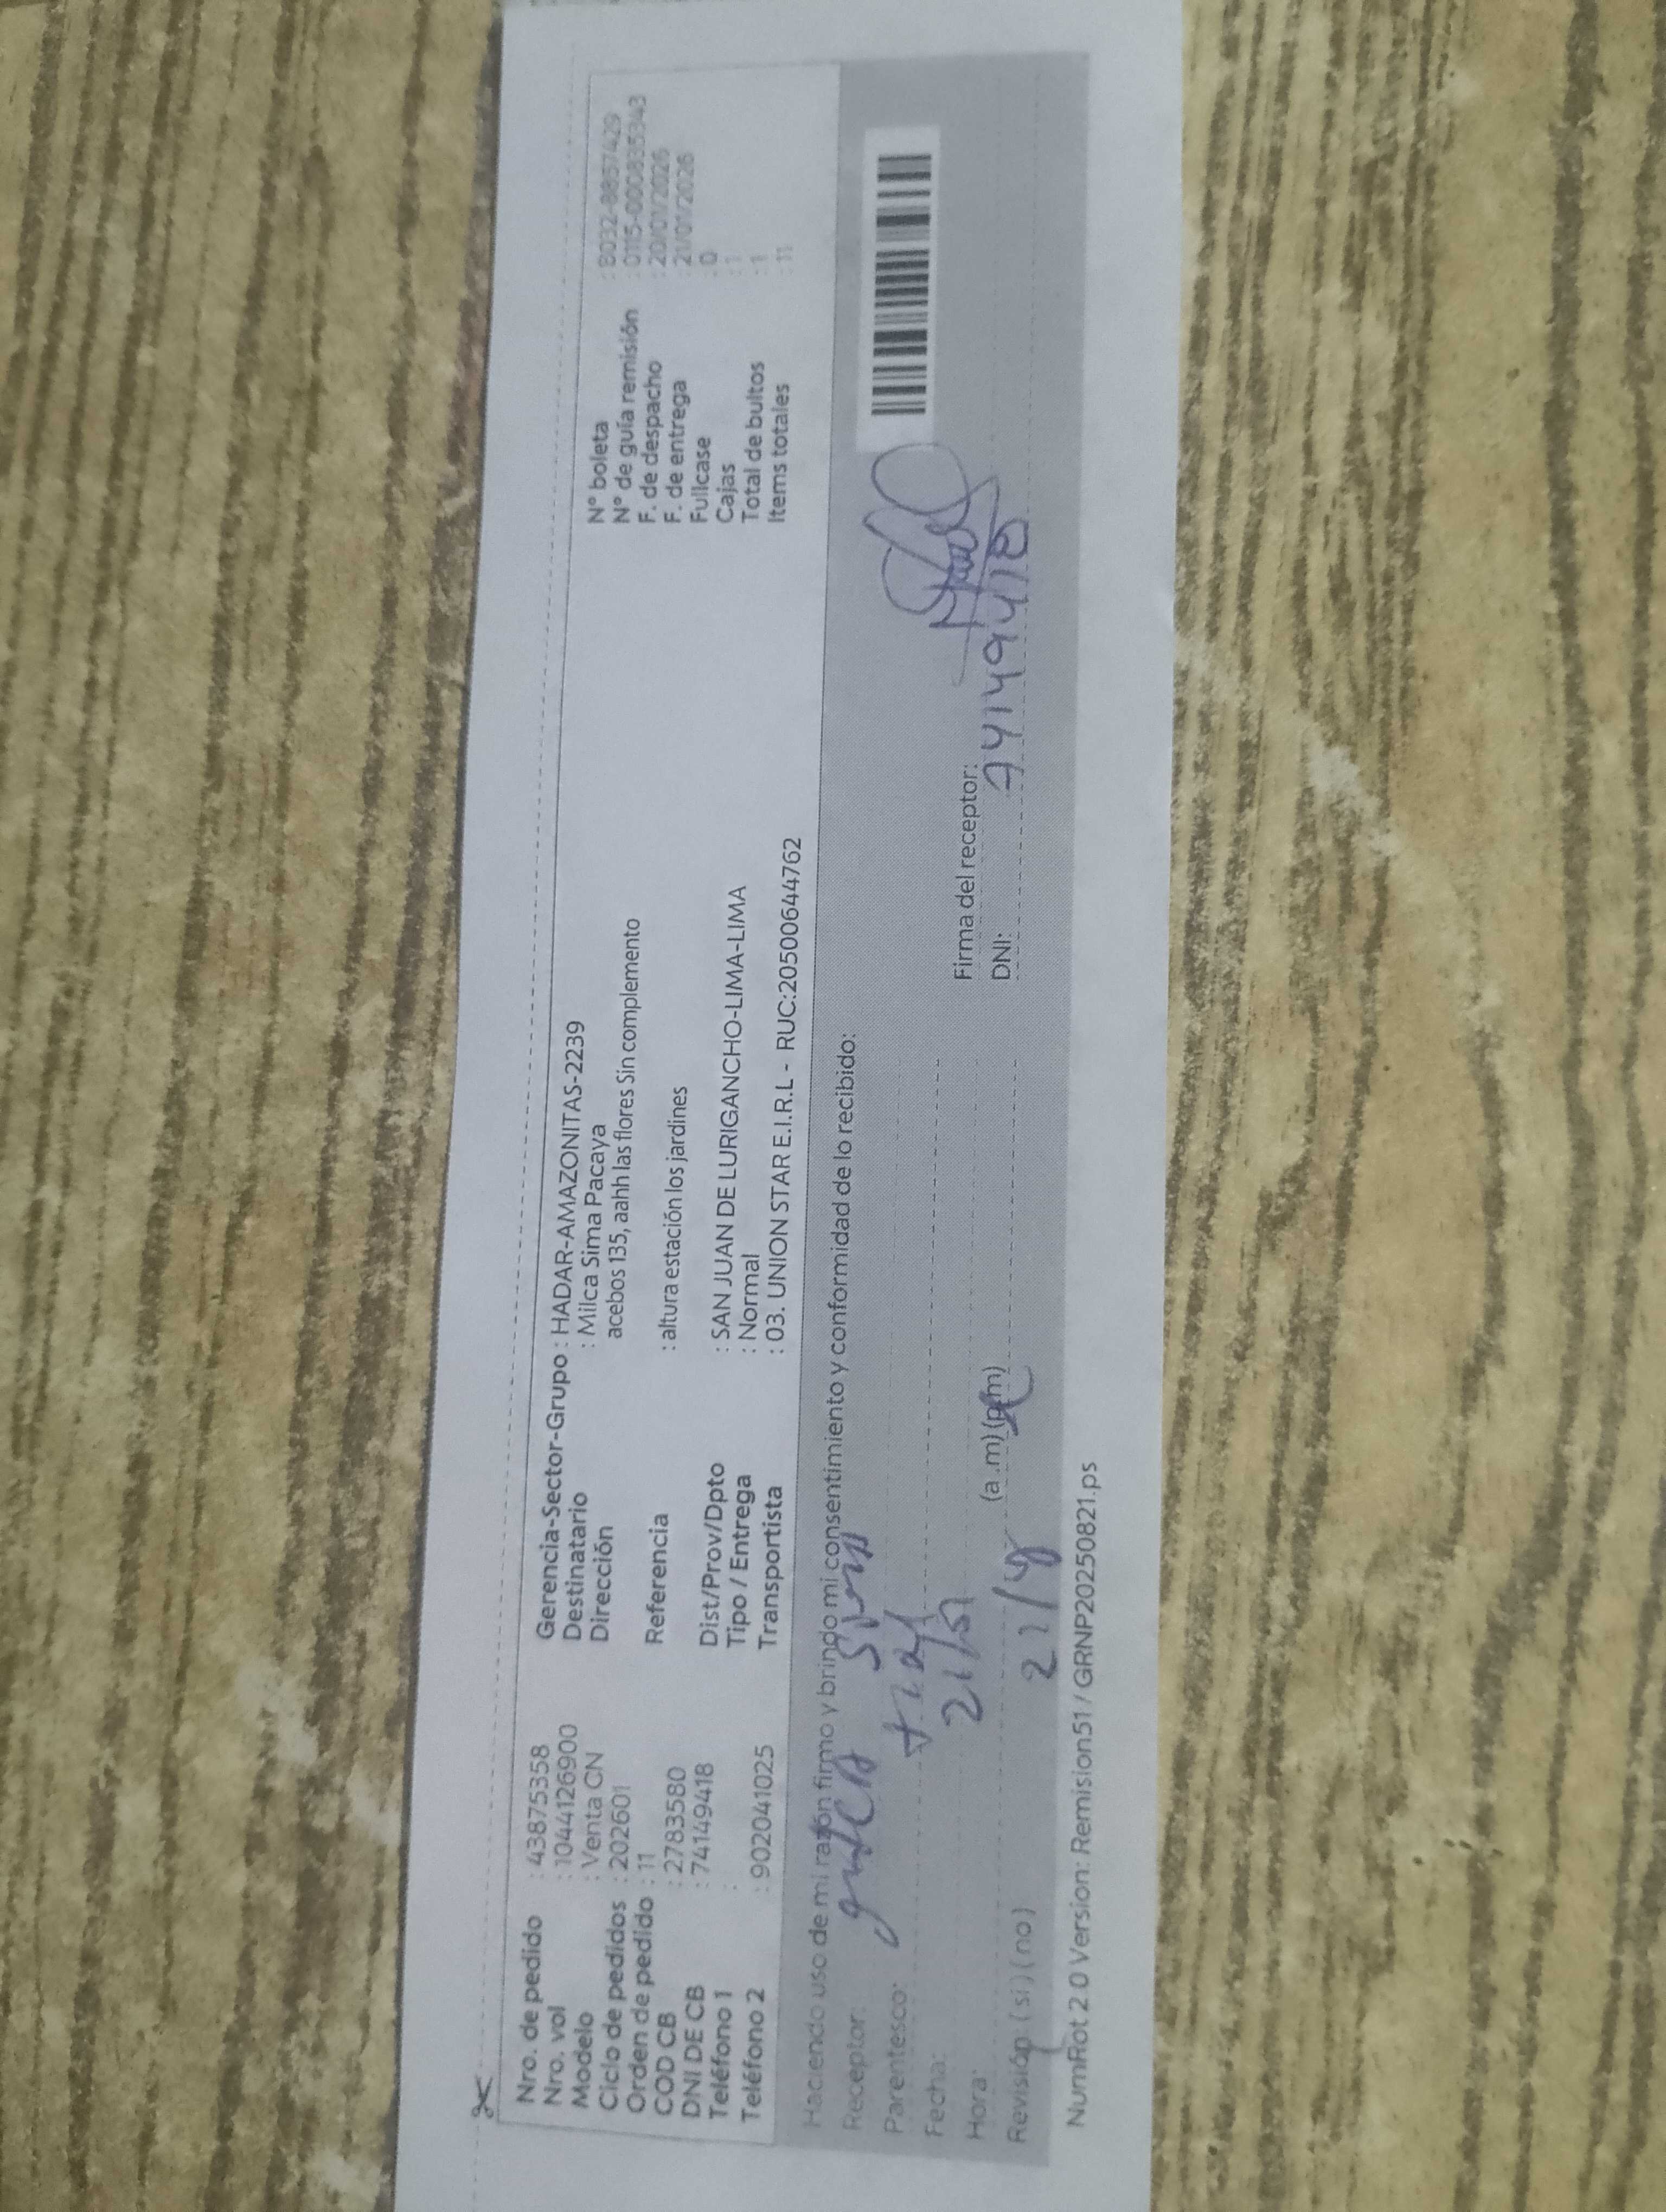 Nro. de pedido : 43875358
Nro. vol : 1044126900
Modelo : Venta CN
Ciclo de pedidos : 202601
Orden de pedido : 11
COD CB : 2783580
DNI DE CB : 74149418
Teléfono 1 :
Teléfono 2 : 902041025
Gerencia-Sector-Grupo : HADAR-AMAZONITAS-2239
Destinatario : Milca Sima Pacaya
Dirección acebos 135, aahh las flores Sin complemento
Referencia : altura estación los jardines
Dist/Prov/Dpto : SAN JUAN DE LURIGANCHO-LIMA-LIMA
Tipo / Entrega : Normal
Transportista : 03. UNION STAR E.I.R.L - RUC:20500644762
N° boleta : B032-8857429
N° de guía remisión : 0115-0008353
F. de despacho : 20/01/2026
F. de entrega : 21/01/2026
Fullcase : 0
Cajas : 1
Total de bultos : 1
Items totales : 11
Haciendo uso de mi razón firmo y brindo mi consentimiento y conformidad de lo recibido:
Receptor:
Parentesco:
Fecha:
Hora: (a.m) (p.m)
Revisión (si) (no)
Firma del receptor:
DNI: 74149418
NumRot 2.0 Version: Remision51 / GRNP20250821.ps